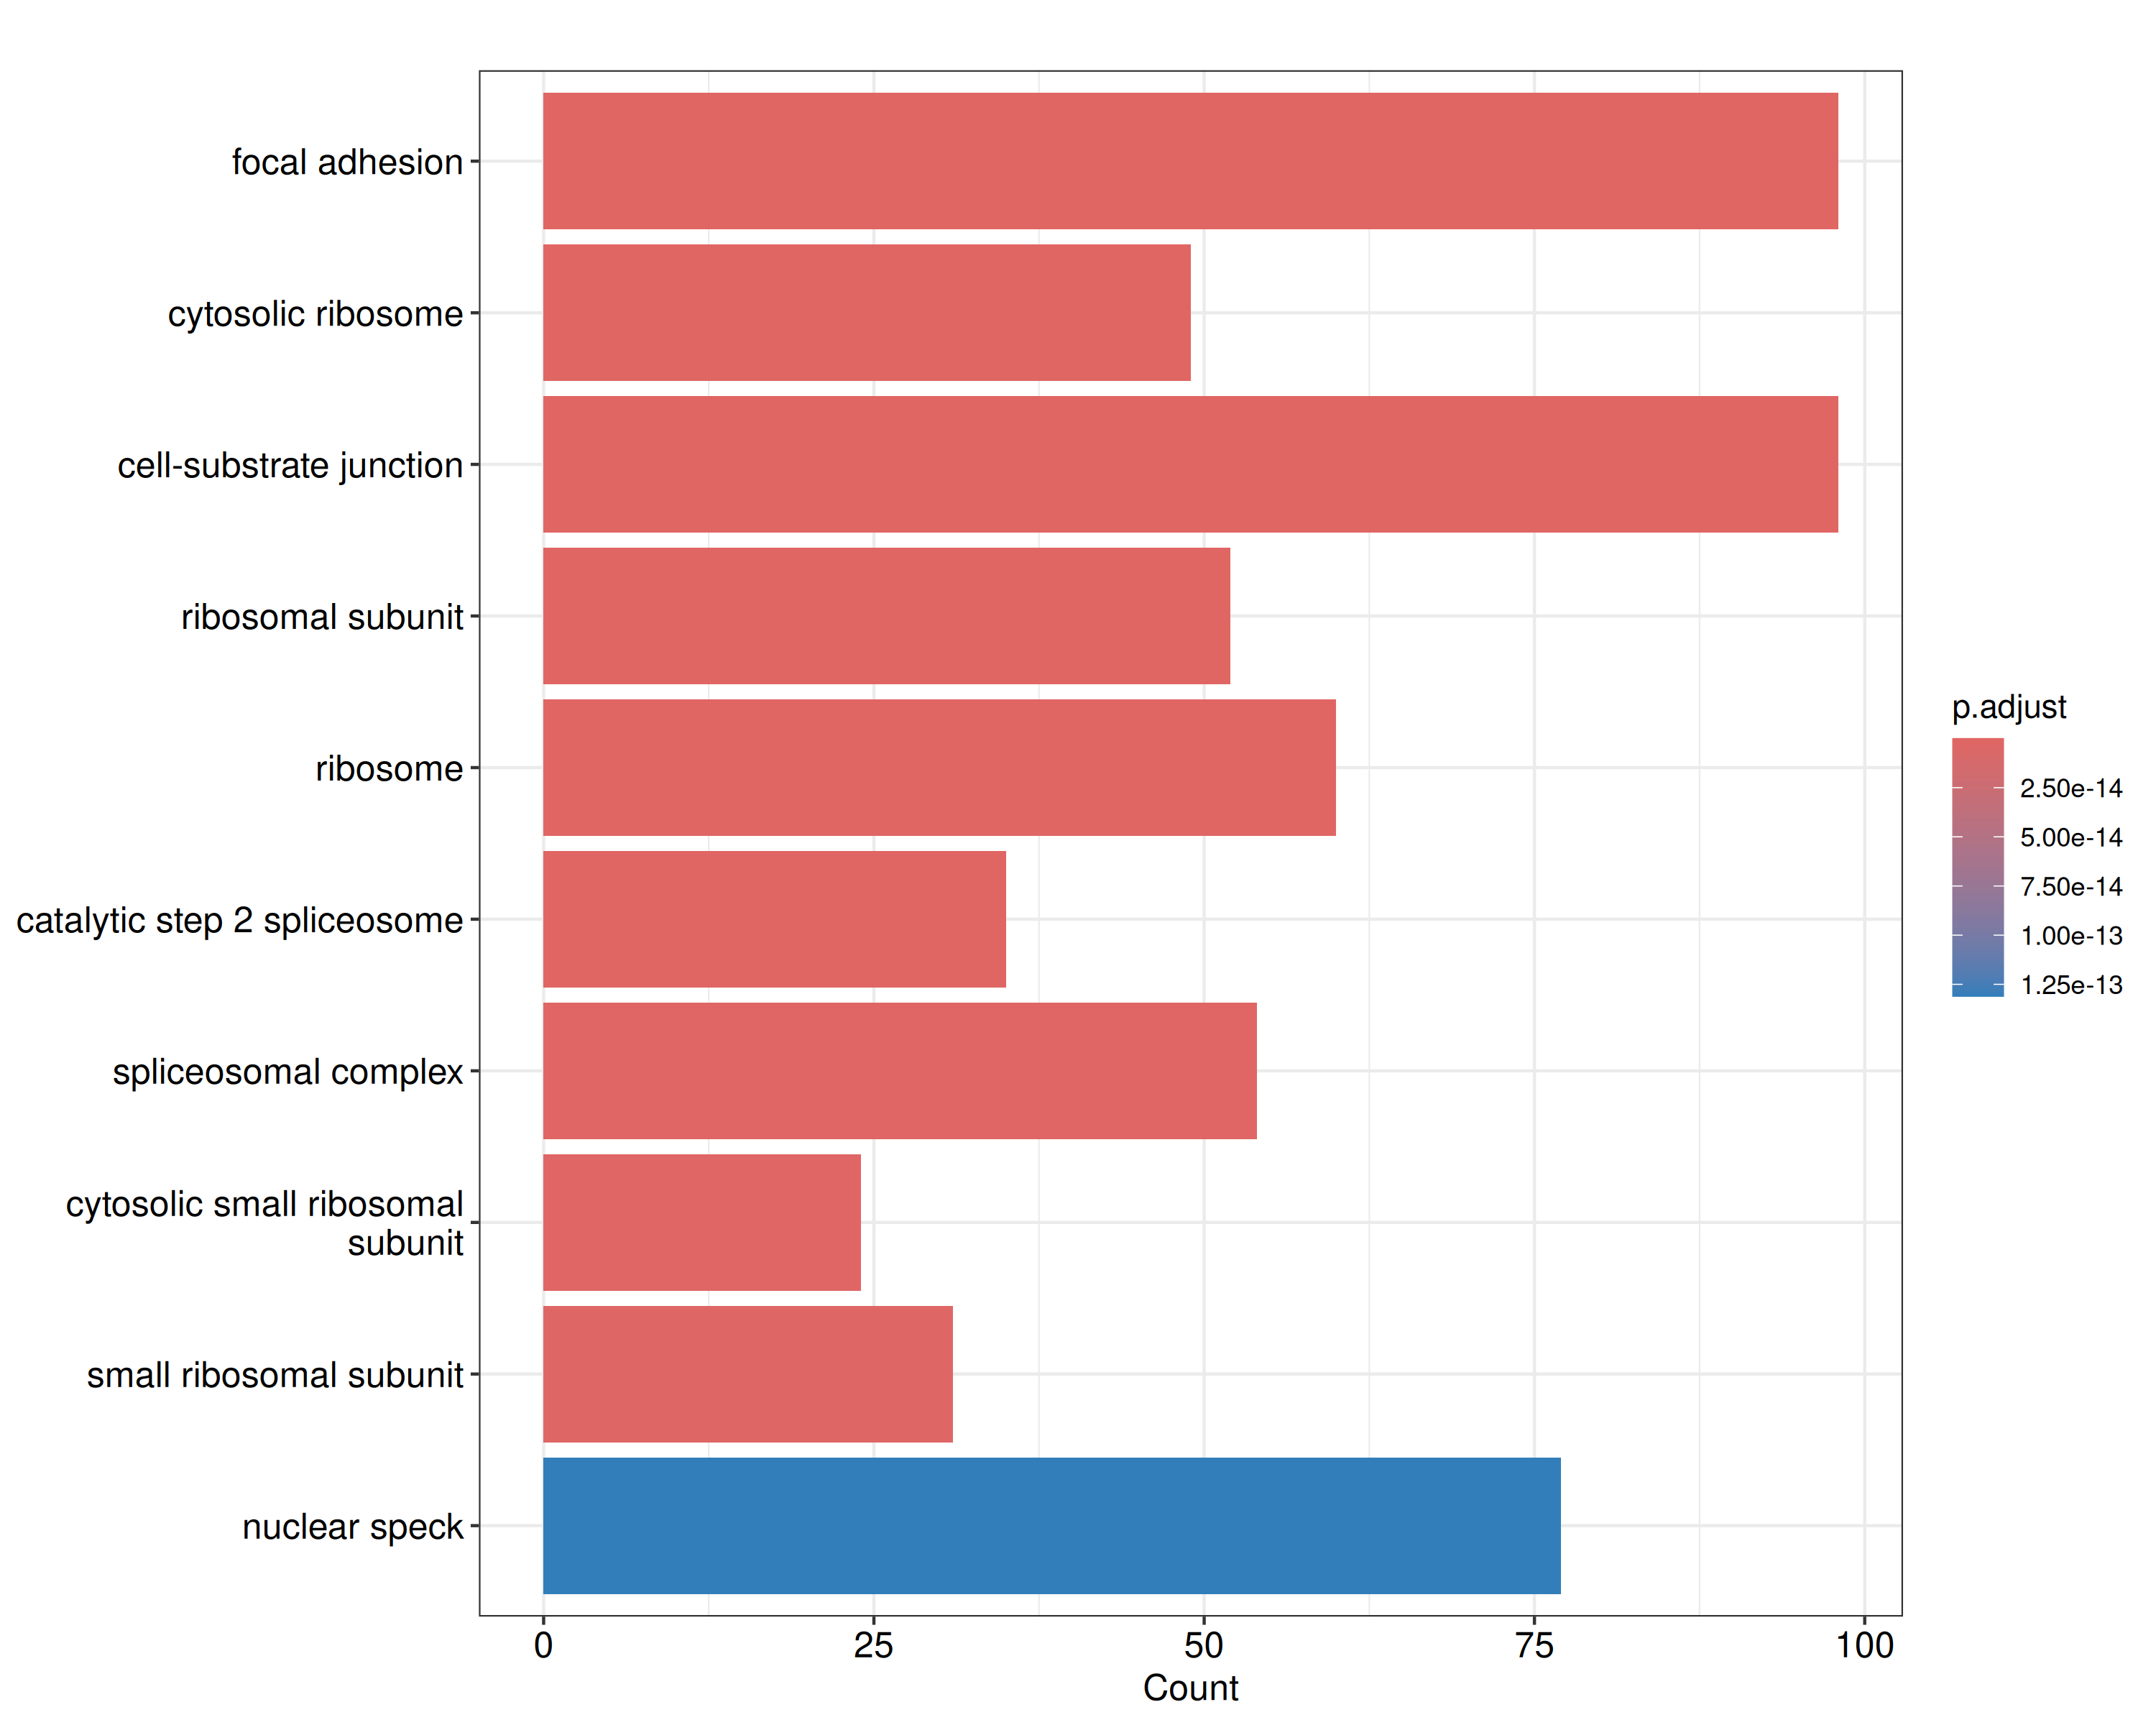 focal adhesion
cytosolic ribosome
cell-substrate junction
ribosomal subunit
ribosome
catalytic step 2 spliceosome
spliceosomal complex
cytosolic small ribosomal
subunit
small ribosomal subunit
nuclear speck
0 25 50 75 100
Count
p.adjust
2.50e-14
5.00e-14
7.50e-14
1.00e-13
1.25e-13